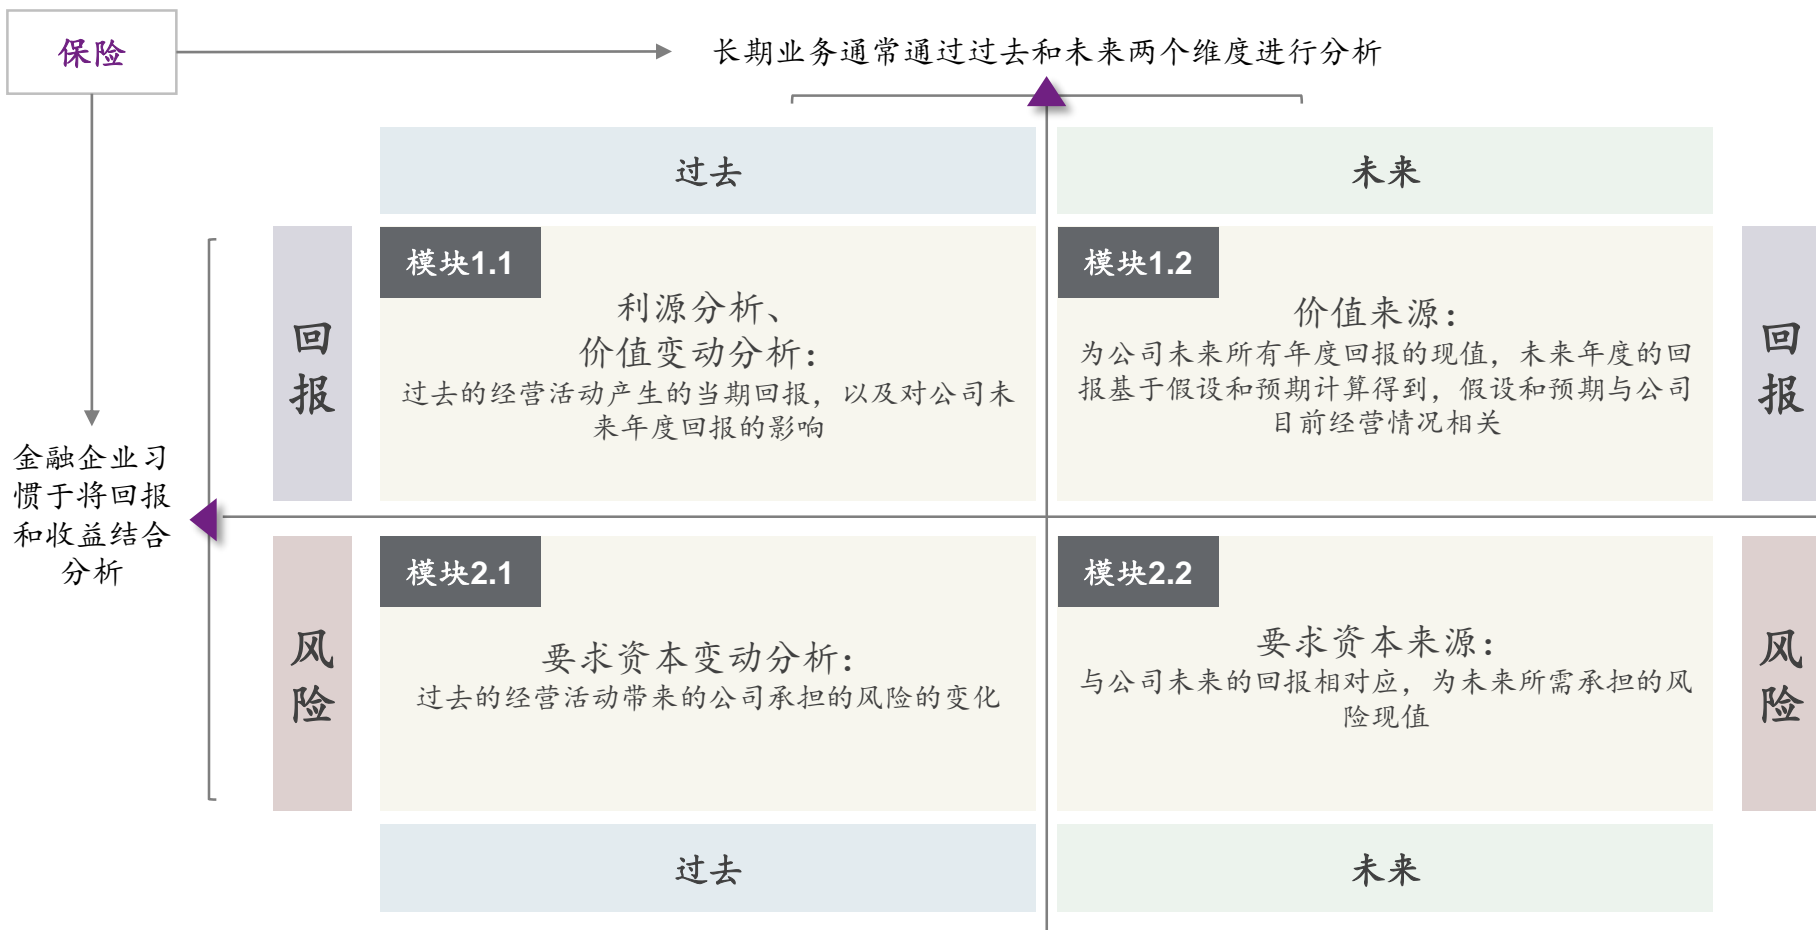 保险
长期业务通常通过过去和未来两个维度进行分析
过去
未来
回
报
模块1.1
利源分析、
价值变动分析：
过去的经营活动产生的当期回报，以及对公司未
来年度回报的影响
模块1.2
价值来源：
为公司未来所有年度回报的现值，未来年度的回
报基于假设和预期计算得到，假设和预期与公司
目前经营情况相关
回
报
金融企业习
惯于将回报
和收益结合
分析
风
险
模块2.1
要求资本变动分析：
过去的经营活动带来的公司承担的风险的变化
模块2.2
要求资本来源：
与公司未来的回报相对应，为未来所需承担的风
险现值
风
险
过去
未来